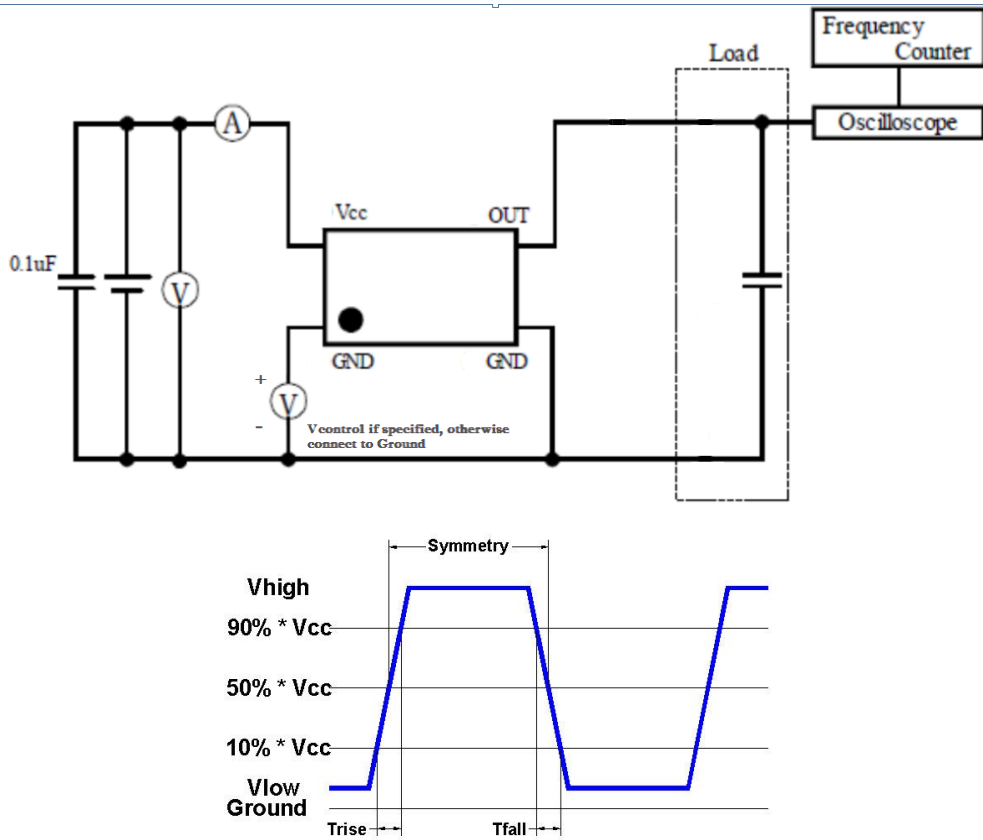 Frequency
Counter
Load
Oscilloscope
A
Vcc
OUT
0.1uF
V
GND
GND
+
V
-
Vcontrol if specified, otherwise
connect to Ground
Symmetry
Vhigh
90% * Vcc
50% * Vcc
10% * Vcc
Vlow
Ground
Trise
Tfall